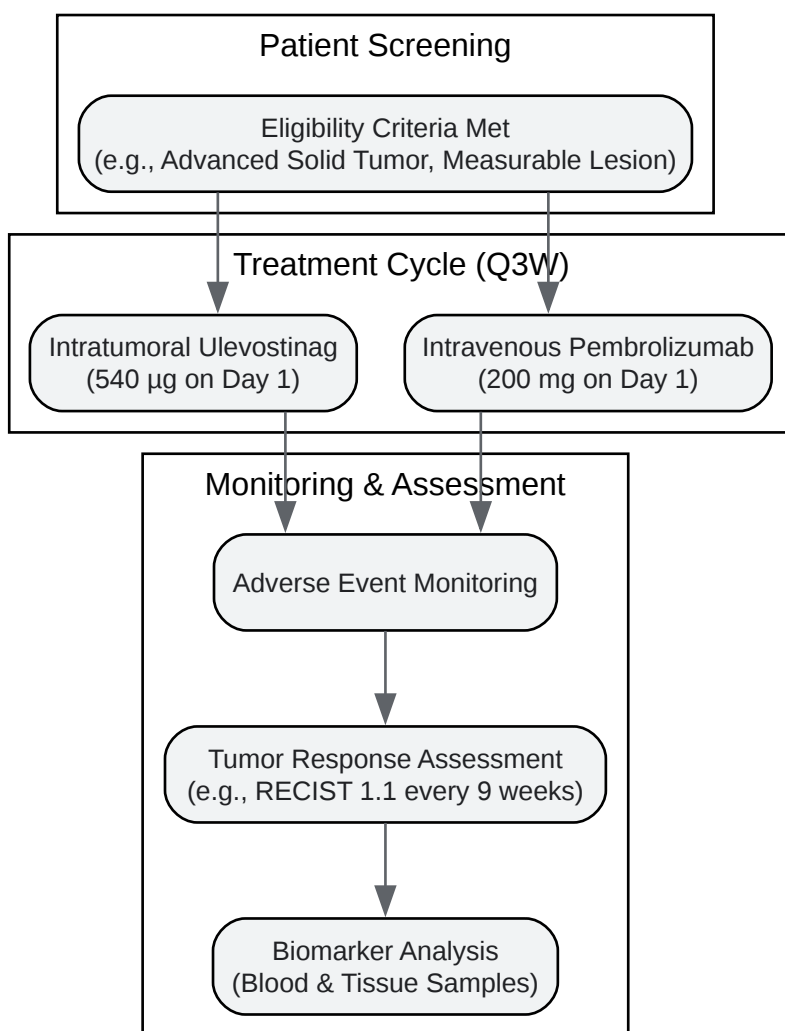 Patient Screening
Eligibility Criteria Met
(e.g., Advanced Solid Tumor, Measurable Lesion)
Treatment Cycle (Q3W)
Intratumoral Ulevostinag
(540 µg on Day 1)
Intravenous Pembrolizumab
(200 mg on Day 1)
Monitoring & Assessment
Adverse Event Monitoring
Tumor Response Assessment
(e.g., RECIST 1.1 every 9 weeks)
Biomarker Analysis
(Blood & Tissue Samples)